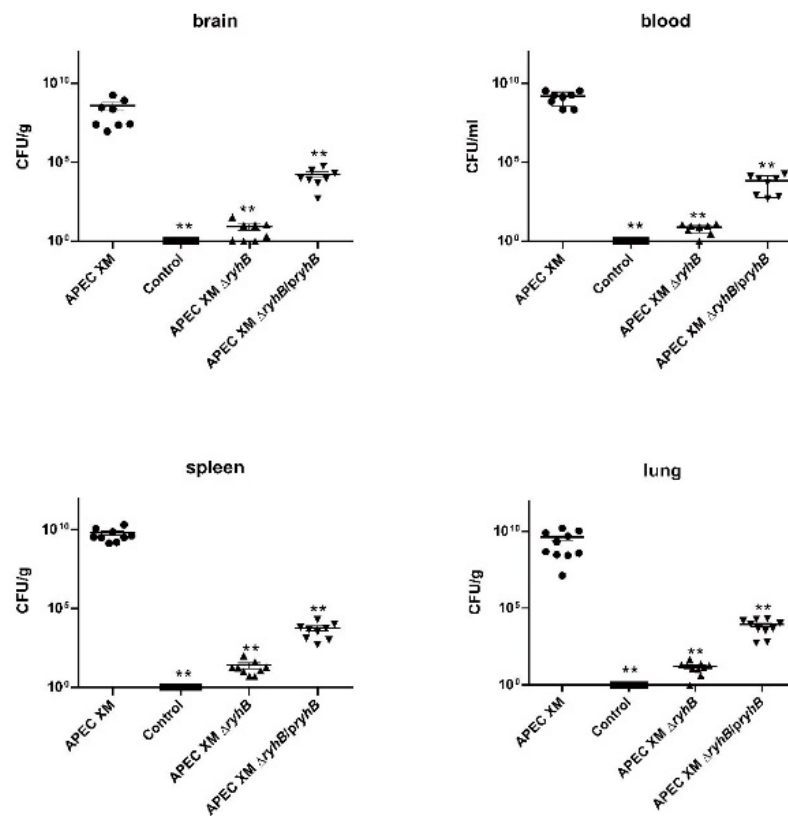 brain
CFU/g
10^10
10^5
10^0
**
**
**
APEC XM
Control
APEC XM ΔryhB
APEC XM ΔryhB/pryhB
blood
CFU/ml
10^10
10^5
10^0
**
**
**
APEC XM
Control
APEC XM ΔryhB
APEC XM ΔryhB/pryhB
spleen
CFU/g
10^10
10^5
10^0
**
**
**
APEC XM
Control
APEC XM ΔryhB
APEC XM ΔryhB/pryhB
lung
CFU/g
10^10
10^5
10^0
**
**
**
APEC XM
Control
APEC XM ΔryhB
APEC XM ΔryhB/pryhB